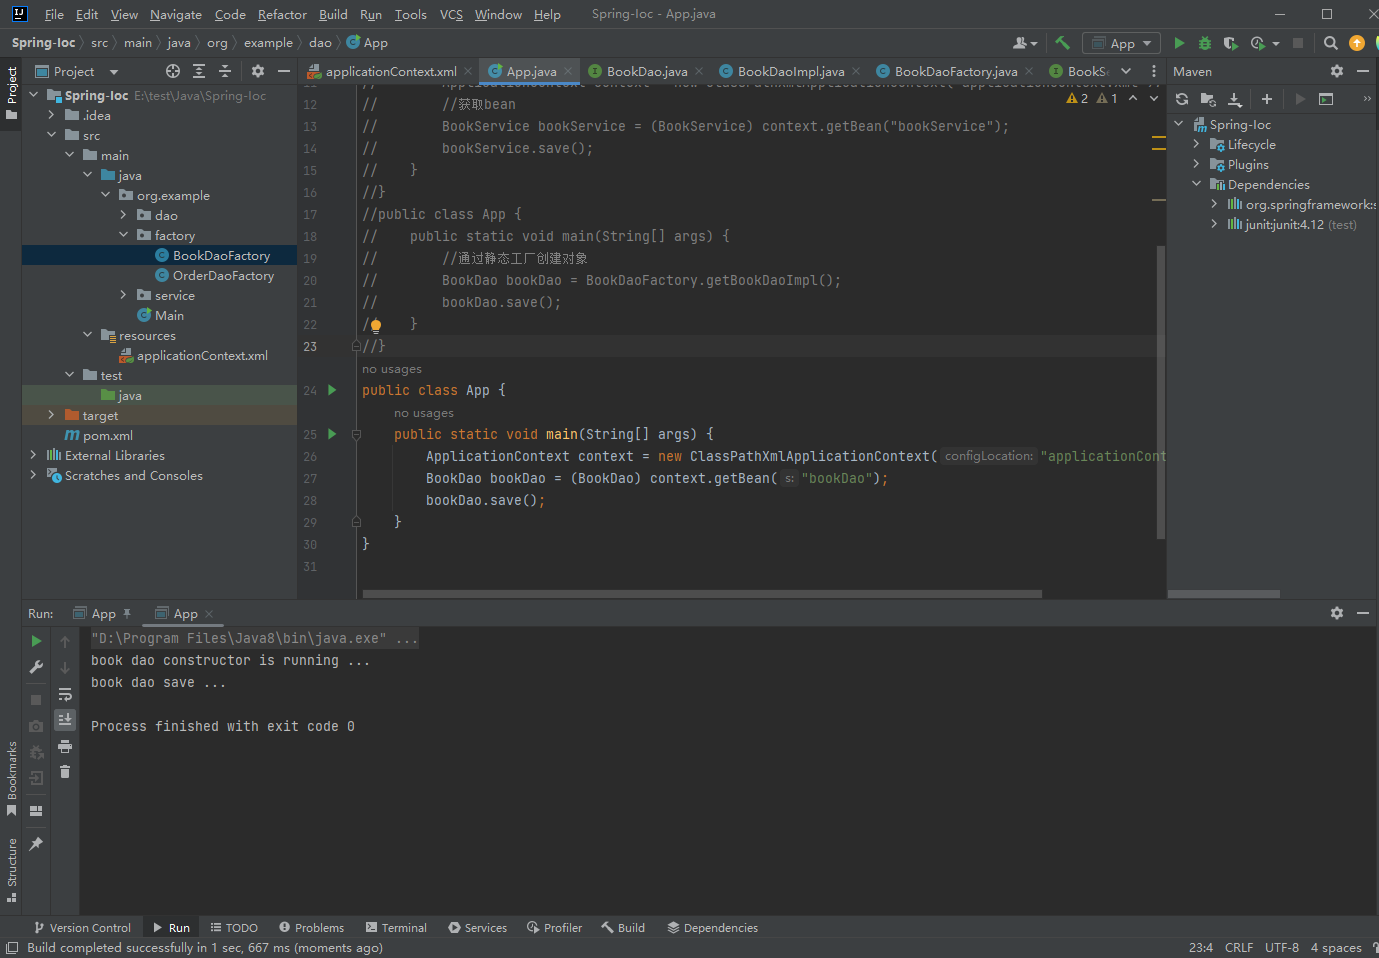 File Edit View Navigate Code Refactor Build Run Tools VCS Window Help Spring-Ioc - App.java
Spring-Ioc src main java org example dao App
App
Project
applicationContext.xml App.java BookDao.java BookDaoImpl.java BookDaoFactory.java BookSe
Maven
Project
Spring-Ioc E:\test\Java\Spring-Ioc
.idea
src
main
java
org.example
dao
factory
BookDaoFactory
OrderDaoFactory
service
Main
resources
applicationContext.xml
test
java
target
pom.xml
External Libraries
Scratches and Consoles
2 1
12 // //获取bean
13 // BookService bookService = (BookService) context.getBean("bookService");
14 // bookService.save();
15 // }
16 //}
17 //public class App {
18 // public static void main(String[] args) {
19 // //通过静态工厂创建对象
20 // BookDao bookDao = BookDaoFactory.getBookDaoImpl();
21 // bookDao.save();
22 / }
23 //}
no usages
24 public class App {
no usages
25 public static void main(String[] args) {
26 ApplicationContext context = new ClassPathXmlApplicationContext( configLocation: "applicationCont
27 BookDao bookDao = (BookDao) context.getBean( s: "bookDao");
28 bookDao.save();
29 }
30 }
31
Spring-Ioc
Lifecycle
Plugins
Dependencies
org.springframework:s
junit:junit:4.12 (test)
Run: App App
"D:\Program Files\Java8\bin\java.exe" ...
book dao constructor is running ...
book dao save ...
Process finished with exit code 0
Bookmarks
Structure
Version Control Run TODO Problems Terminal Services Profiler Build Dependencies
Build completed successfully in 1 sec, 667 ms (moments ago) 23:4 CRLF UTF-8 4 spaces